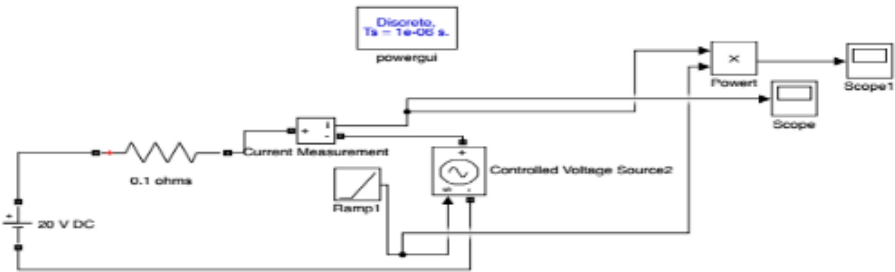 Discrete,
Ts = 1e-06 s.
powergui
Powert
Scope1
Scope
Current Measurement
0.1 ohms
Controlled Voltage Source2
Ramp1
20 V DC